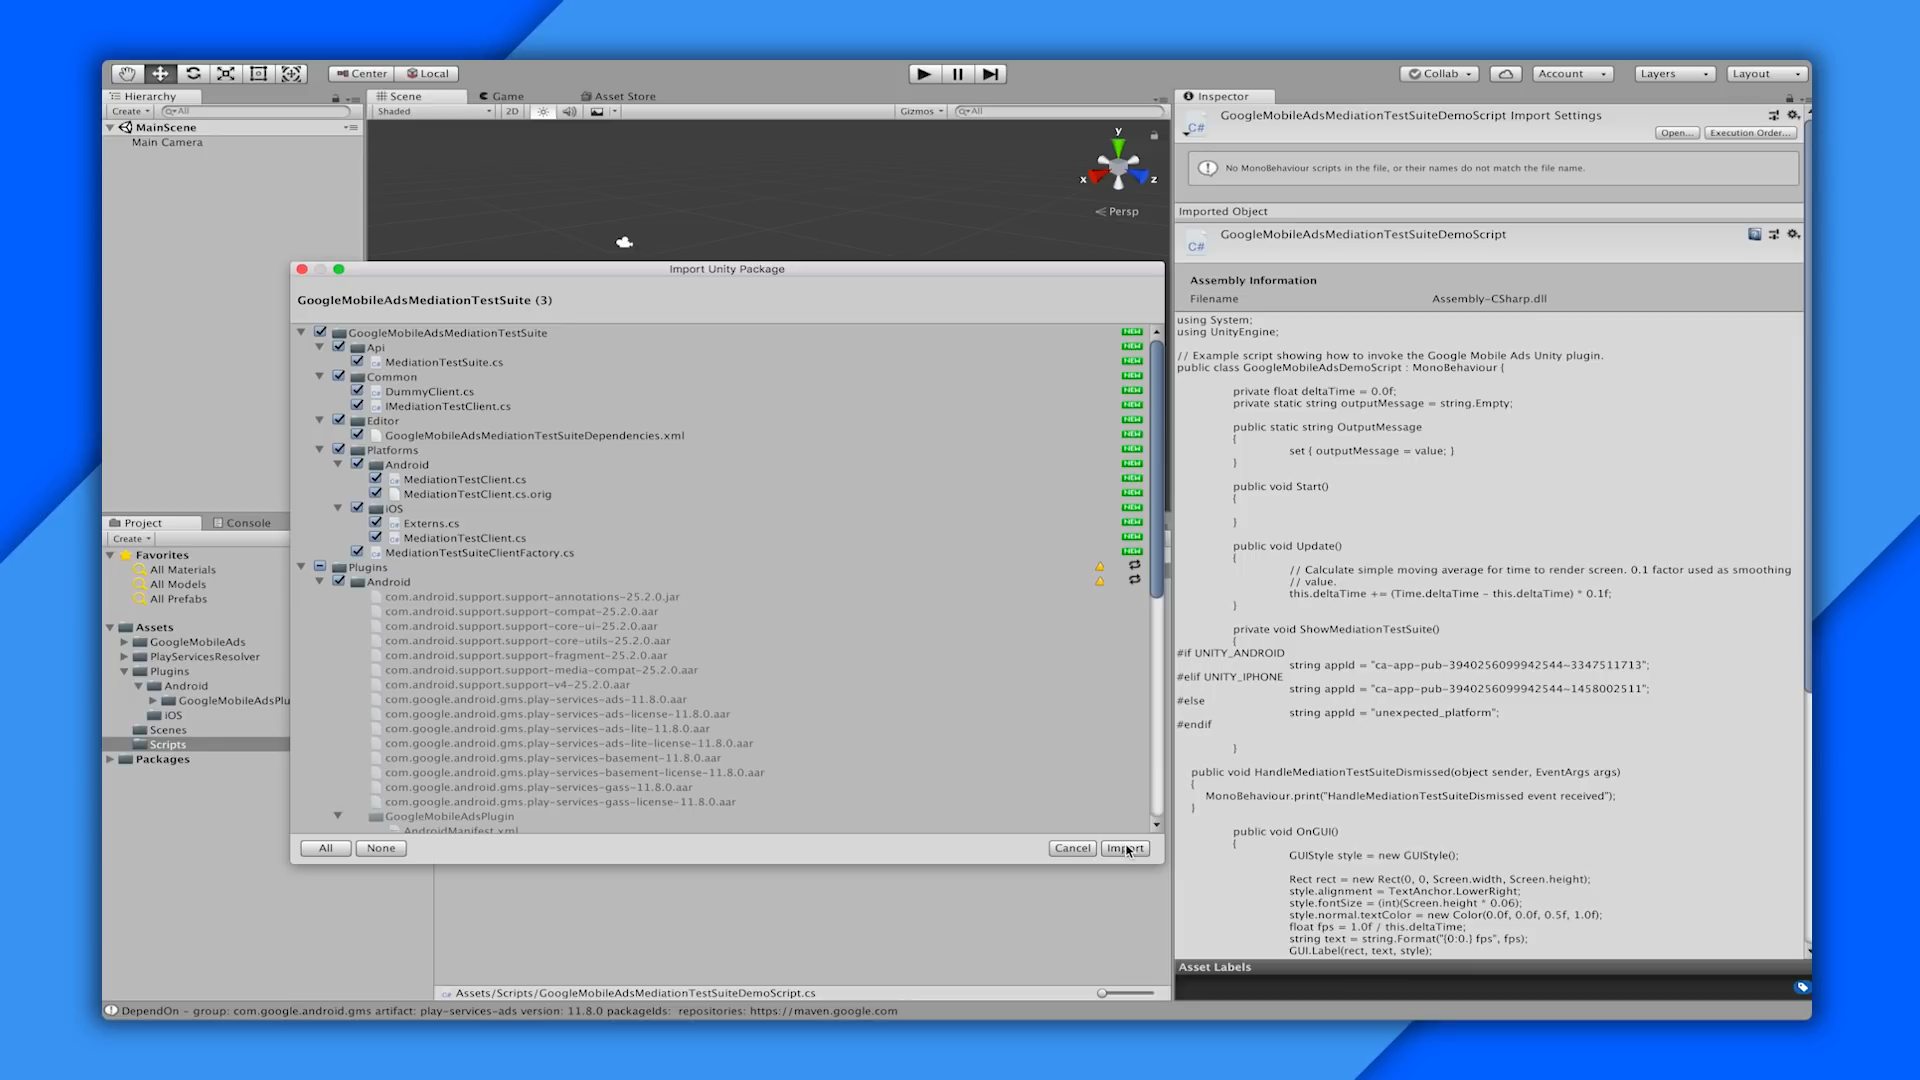 Center
Local
Collab
Account
Layers
Layout
Hierarchy
Create
All
MainScene
Main Camera
Scene
Game
Asset Store
Shaded
2D
Gizmos
All
y
x
z
Persp
Inspector
GoogleMobileAdsMediationTestSuiteDemoScript Import Settings
Open...
Execution Order...
No MonoBehaviour scripts in the file, or their names do not match the file name.
Imported Object
C#
GoogleMobileAdsMediationTestSuiteDemoScript
Assembly Information
Filename
Assembly-CSharp.dll
using System;
using UnityEngine;
// Example script showing how to invoke the Google Mobile Ads Unity plugin.
public class GoogleMobileAdsDemoScript : MonoBehaviour {
private float deltaTime = 0.0f;
private static string outputMessage = string.Empty;
public static string OutputMessage
{
set { outputMessage = value; }
}
public void Start()
{
}
public void Update()
{
// Calculate simple moving average for time to render screen. 0.1 factor used as smoothing
// value.
this.deltaTime += (Time.deltaTime - this.deltaTime) * 0.1f;
}
private void ShowMediationTestSuite()
{
#if UNITY_ANDROID
string appId = "ca-app-pub-3940256099942544~3347511713";
#elif UNITY_IPHONE
string appId = "ca-app-pub-3940256099942544~1458002511";
#else
string appId = "unexpected_platform";
#endif
}
public void HandleMediationTestSuiteDismissed(object sender, EventArgs args)
{
MonoBehaviour.print("HandleMediationTestSuiteDismissed event received");
}
public void OnGUI()
{
GUIStyle style = new GUIStyle();
Rect rect = new Rect(0, 0, Screen.width, Screen.height);
style.alignment = TextAnchor.LowerRight;
style.fontSize = (int)(Screen.height * 0.06);
style.normal.textColor = new Color(0.0f, 0.0f, 0.5f, 1.0f);
float fps = 1.0f / this.deltaTime;
string text = string.Format("{0:0.} fps", fps);
GUI.Label(rect, text, style);
Asset Labels
Import Unity Package
GoogleMobileAdsMediationTestSuite (3)
GoogleMobileAdsMediationTestSuite NEW
Api NEW
MediationTestSuite.cs NEW
Common NEW
DummyClient.cs NEW
IMediationTestClient.cs NEW
Editor NEW
GoogleMobileAdsMediationTestSuiteDependencies.xml NEW
Platforms NEW
Android NEW
MediationTestClient.cs NEW
MediationTestClient.cs.orig NEW
iOS NEW
Externs.cs NEW
MediationTestClient.cs NEW
MediationTestSuiteClientFactory.cs NEW
Plugins
Android
com.android.support.support-annotations-25.2.0.jar
com.android.support.support-compat-25.2.0.aar
com.android.support.support-core-ui-25.2.0.aar
com.android.support.support-core-utils-25.2.0.aar
com.android.support.support-fragment-25.2.0.aar
com.android.support.support-media-compat-25.2.0.aar
com.android.support.support-v4-25.2.0.aar
com.google.android.gms.play-services-ads-11.8.0.aar
com.google.android.gms.play-services-ads-license-11.8.0.aar
com.google.android.gms.play-services-ads-lite-11.8.0.aar
com.google.android.gms.play-services-ads-lite-license-11.8.0.aar
com.google.android.gms.play-services-basement-11.8.0.aar
com.google.android.gms.play-services-basement-license-11.8.0.aar
com.google.android.gms.play-services-gass-11.8.0.aar
com.google.android.gms.play-services-gass-license-11.8.0.aar
GoogleMobileAdsPlugin
AndroidManifest.xml
All
None
Cancel
Import
Project
Console
Create
Favorites
All Materials
All Models
All Prefabs
Assets
GoogleMobileAds
PlayServicesResolver
Plugins
Android
GoogleMobileAdsPlu
iOS
Scenes
Scripts
Packages
Assets/Scripts/GoogleMobileAdsMediationTestSuiteDemoScript.cs
DependOn - group: com.google.android.gms artifact: play-services-ads version: 11.8.0 packageIds: repositories: https://maven.google.com